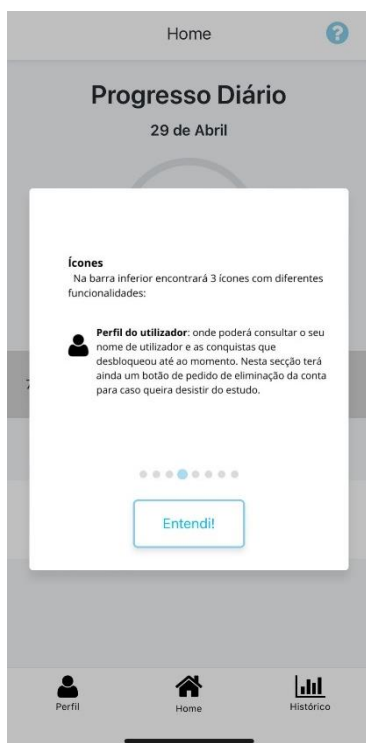 Home
?
Progresso Diário
29 de Abril
Ícones
Na barra inferior encontrará 3 ícones com diferentes
funcionalidades:
Perfil do utilizador: onde poderá consultar o seu
nome de utilizador e as conquistas que
desbloqueou até ao momento. Nesta secção terá
ainda um botão de pedido de eliminação da conta
para caso queira desistir do estudo.
Entendi!
Perfil
Home
Histórico